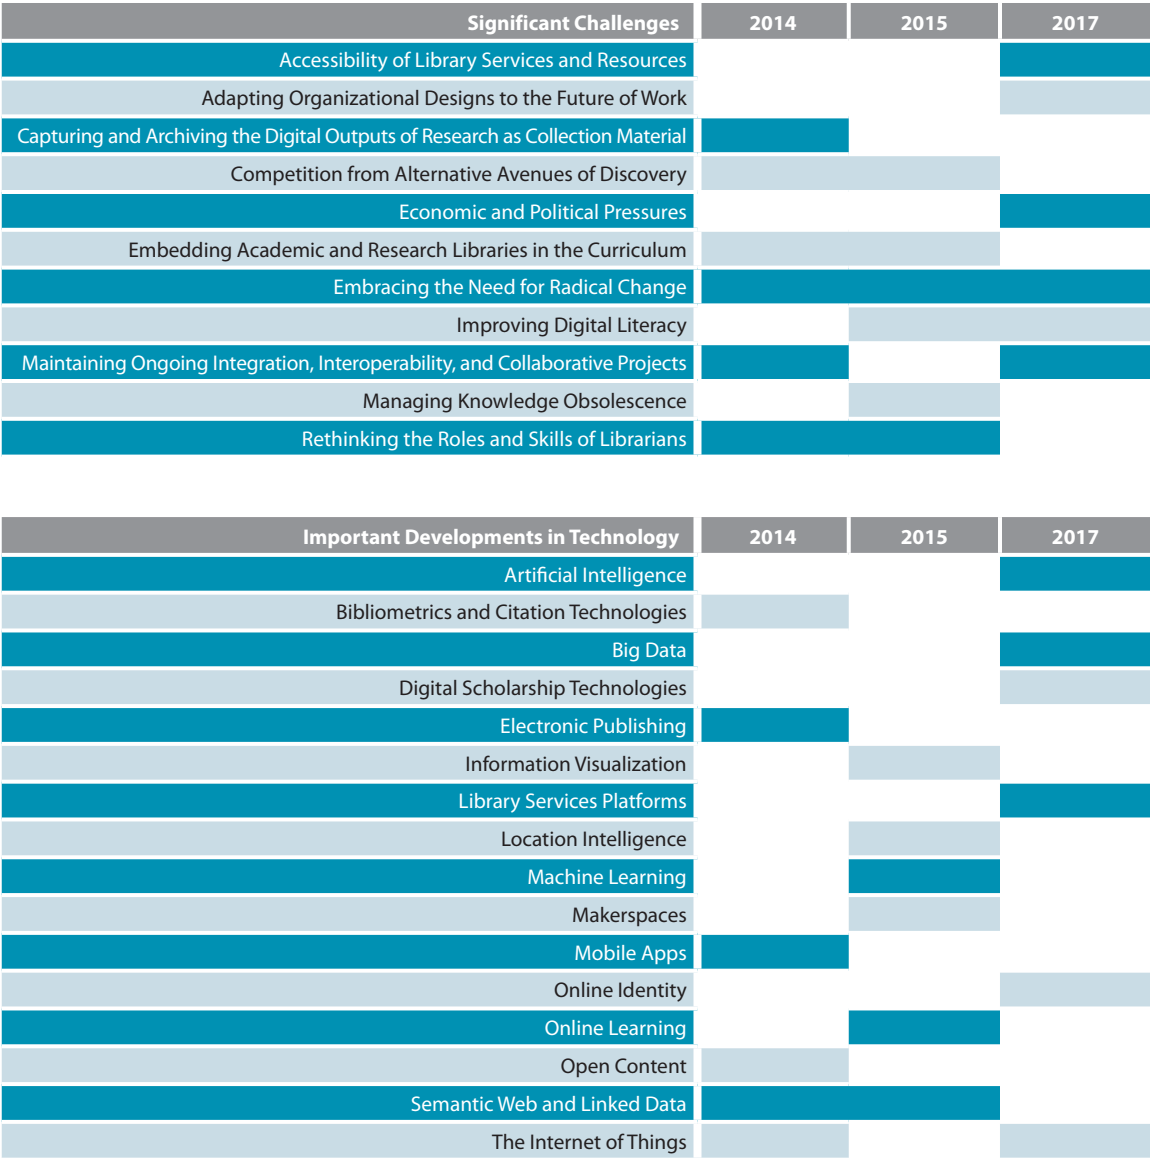 Significant Challenges 2014 2015 2017
Accessibility of Library Services and Resources
Adapting Organizational Designs to the Future of Work
Capturing and Archiving the Digital Outputs of Research as Collection Material
Competition from Alternative Avenues of Discovery
Economic and Political Pressures
Embedding Academic and Research Libraries in the Curriculum
Embracing the Need for Radical Change
Improving Digital Literacy
Maintaining Ongoing Integration, Interoperability, and Collaborative Projects
Managing Knowledge Obsolescence
Rethinking the Roles and Skills of Librarians
Important Developments in Technology 2014 2015 2017
Artificial Intelligence
Bibliometrics and Citation Technologies
Big Data
Digital Scholarship Technologies
Electronic Publishing
Information Visualization
Library Services Platforms
Location Intelligence
Machine Learning
Makerspaces
Mobile Apps
Online Identity
Online Learning
Open Content
Semantic Web and Linked Data
The Internet of Things